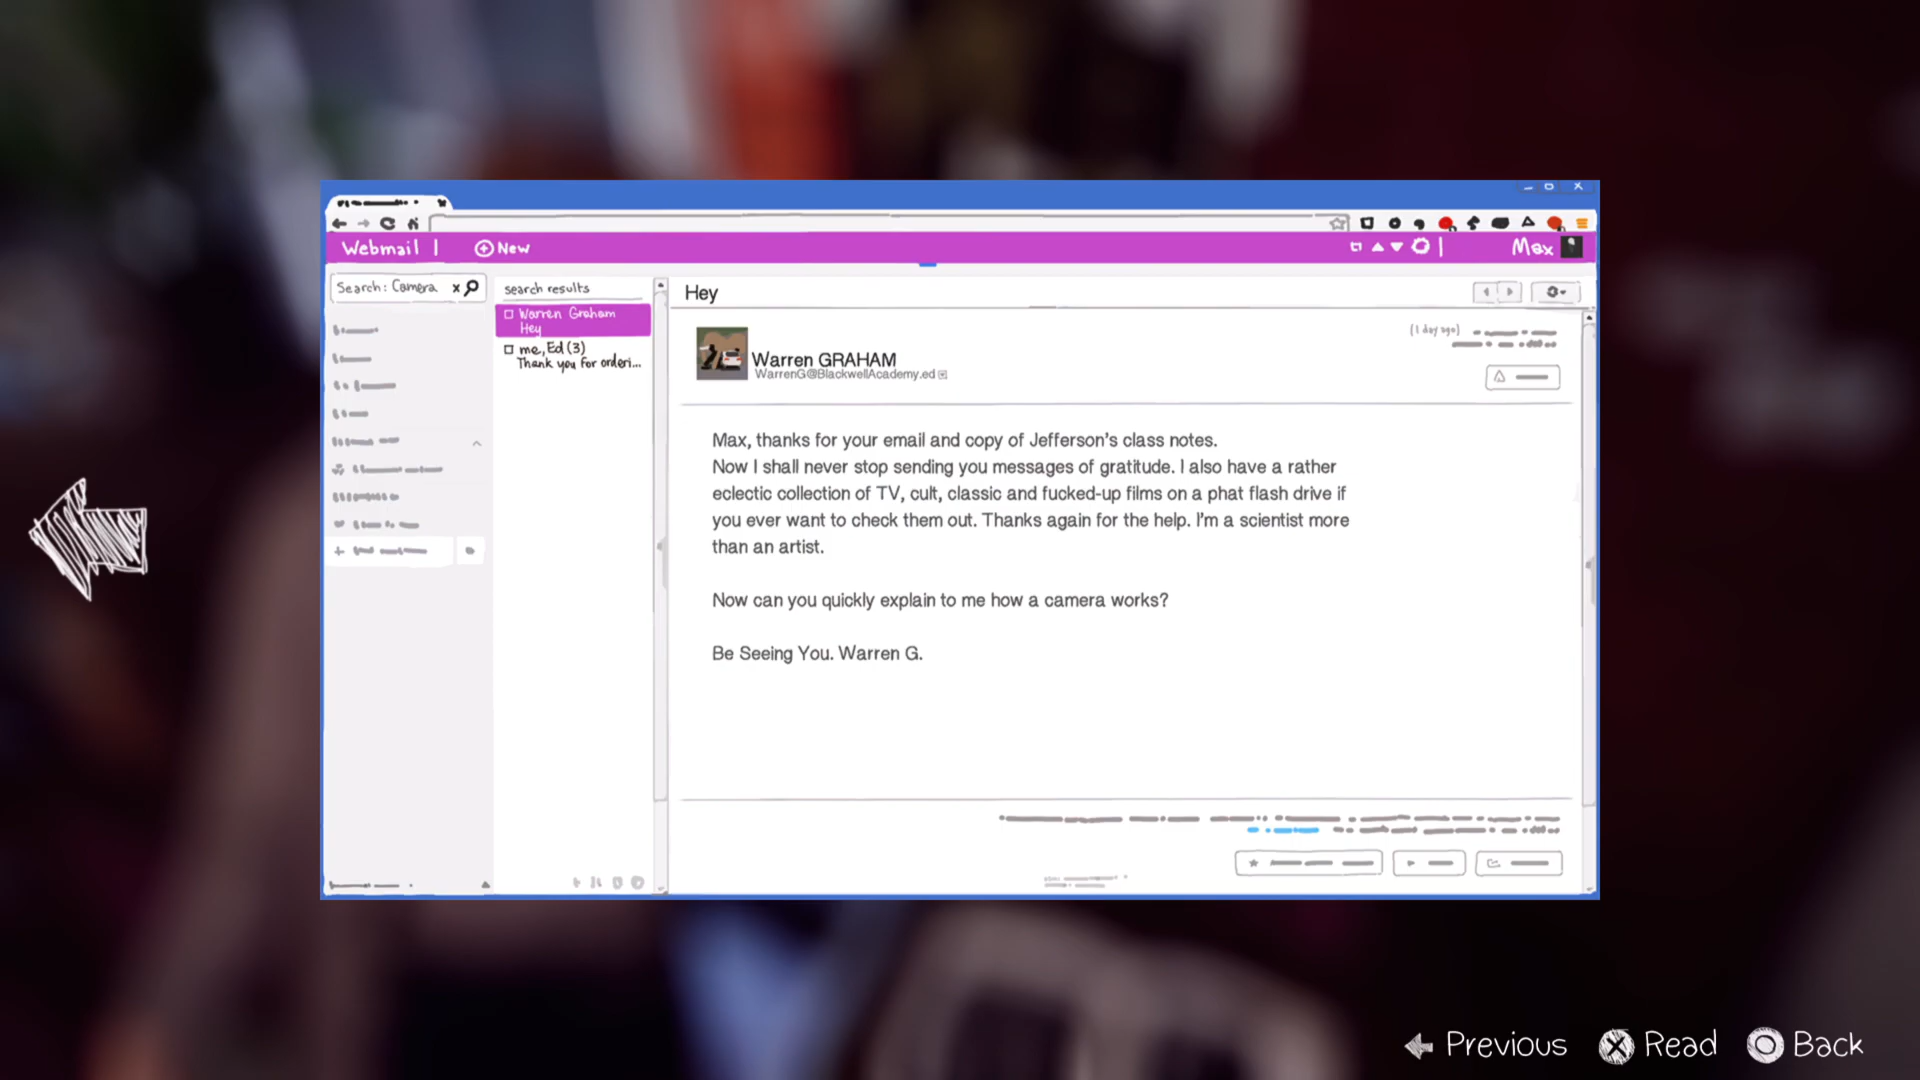 Webmail |
New
Max
Search: Camera x
search results
Warren Graham
Hey
me, Ed (3)
Thank you for orderi...
Hey
(1 day ago)
Warren GRAHAM
WarrenG@BlackwellAcademy.ed
Max, thanks for your email and copy of Jefferson's class notes.
Now I shall never stop sending you messages of gratitude. I also have a rather
eclectic collection of TV, cult, classic and fucked-up films on a phat flash drive if
you ever want to check them out. Thanks again for the help. I'm a scientist more
than an artist.
Now can you quickly explain to me how a camera works?
Be Seeing You. Warren G.
Previous
Read
Back